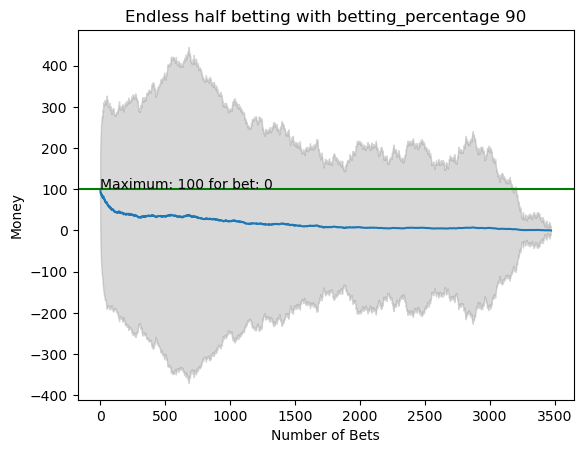 Endless half betting with betting_percentage 90
400
300
200
Maximum: 100 for bet: 0
100
0
−100
−200
−300
−400
Money
0 500 1000 1500 2000 2500 3000 3500
Number of Bets